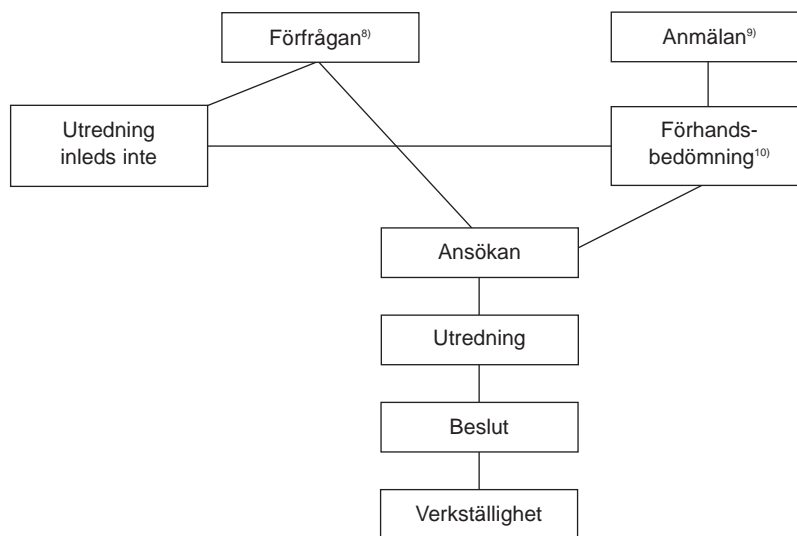 Förfrågan8)
Anmälan9)
Utredning
inleds inte
Förhands-
bedömning10)
Ansökan
Utredning
Beslut
Verkställighet